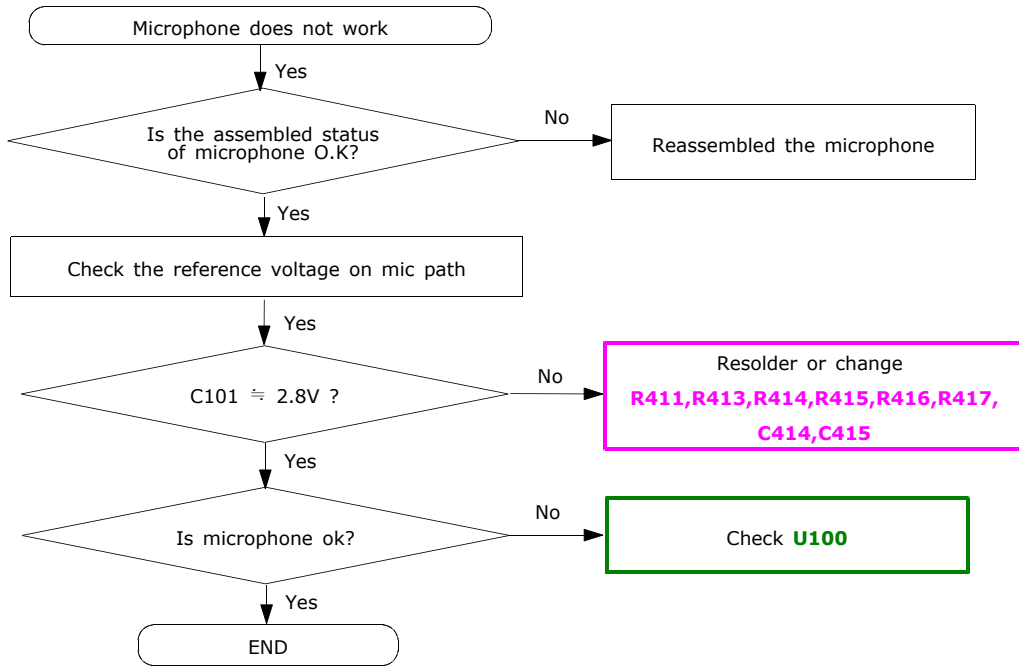 Microphone does not work
Yes
Is the assembled status
of microphone O.K?
No
Reassembled the microphone
Yes
Check the reference voltage on mic path
Yes
C101 ≒ 2.8V ?
No
Resolder or change
R411,R413,R414,R415,R416,R417,
C414,C415
Yes
Is microphone ok?
No
Check U100
Yes
END